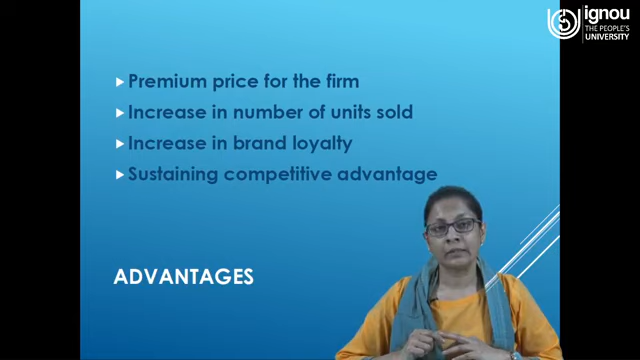 ignou
THE PEOPLE'S
UNIVERSITY
Premium price for the firm
Increase in number of units sold
Increase in brand loyalty
Sustaining competitive advantage
ADVANTAGES